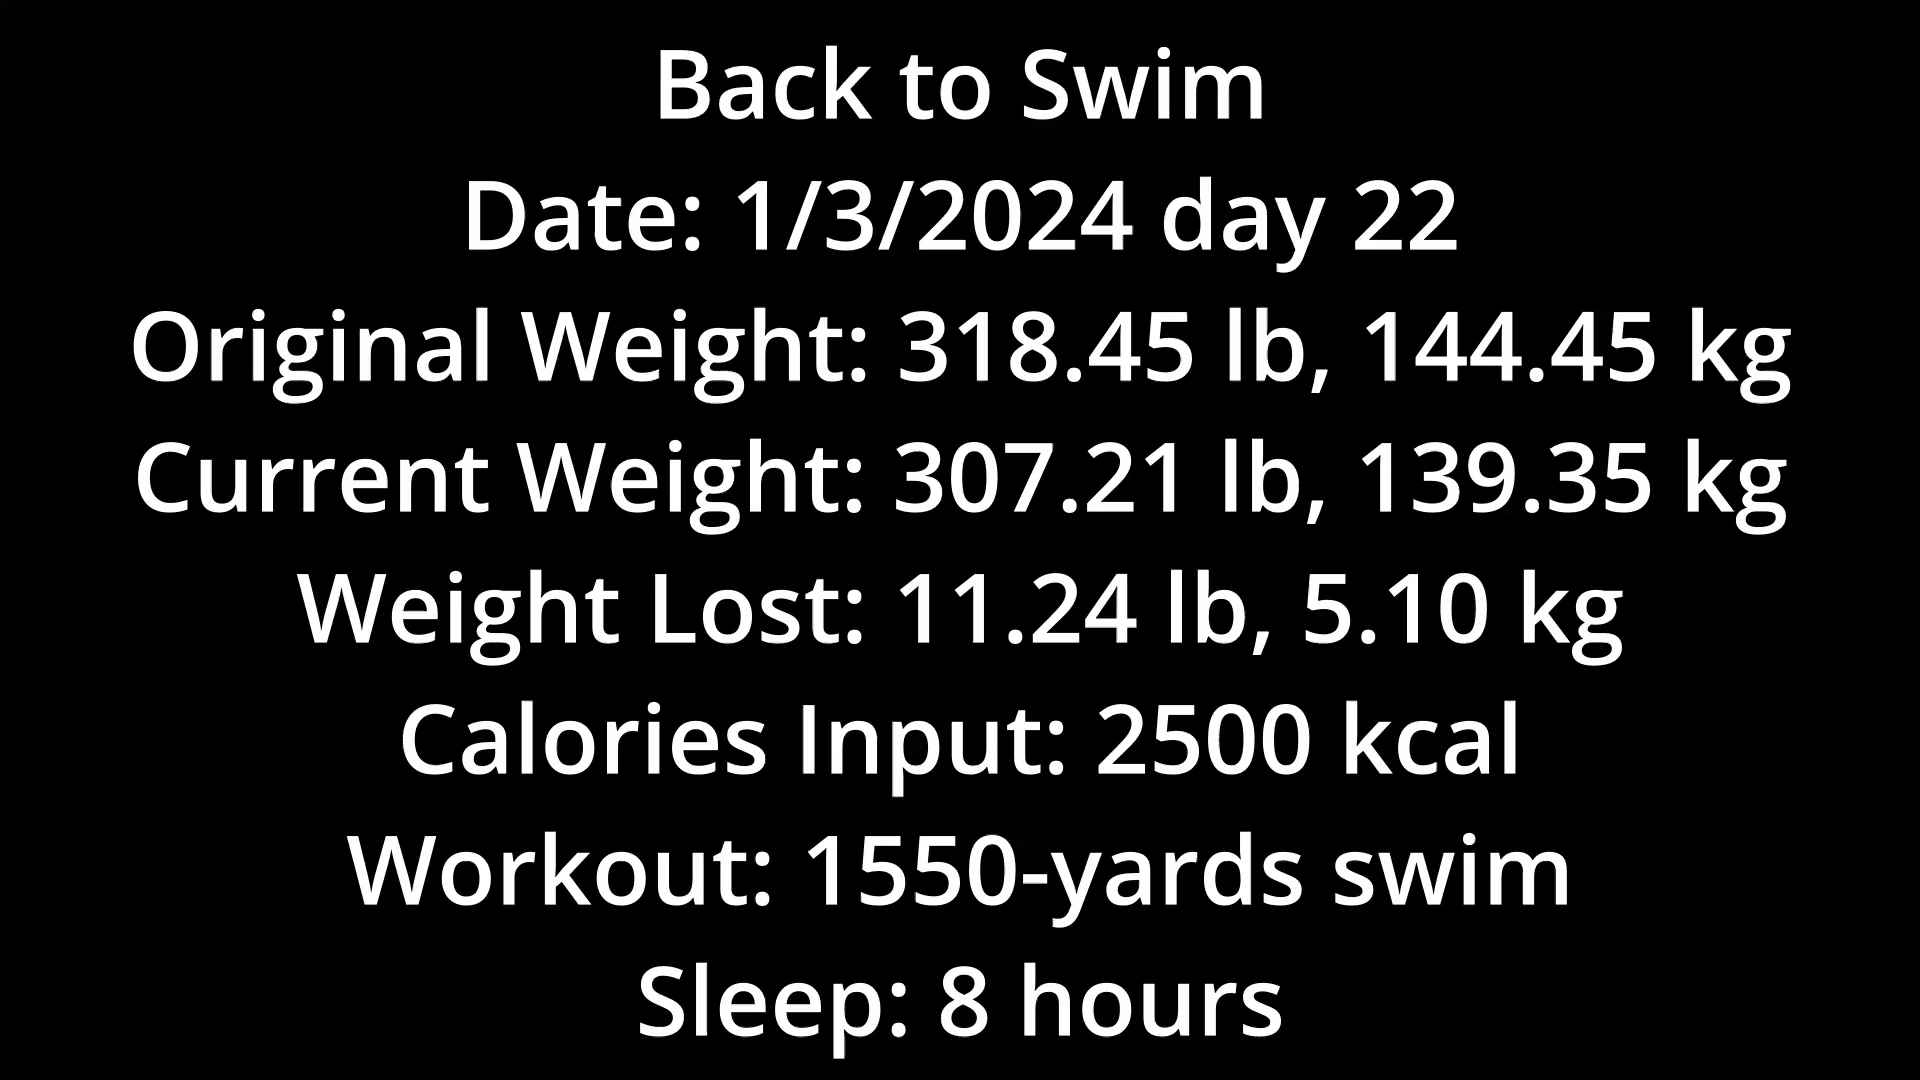 Back to Swim
Date: 1/3/2024 day 22
Original Weight: 318.45 lb, 144.45 kg
Current Weight: 307.21 lb, 139.35 kg
Weight Lost: 11.24 lb, 5.10 kg
Calories Input: 2500 kcal
Workout: 1550-yards swim
Sleep: 8 hours